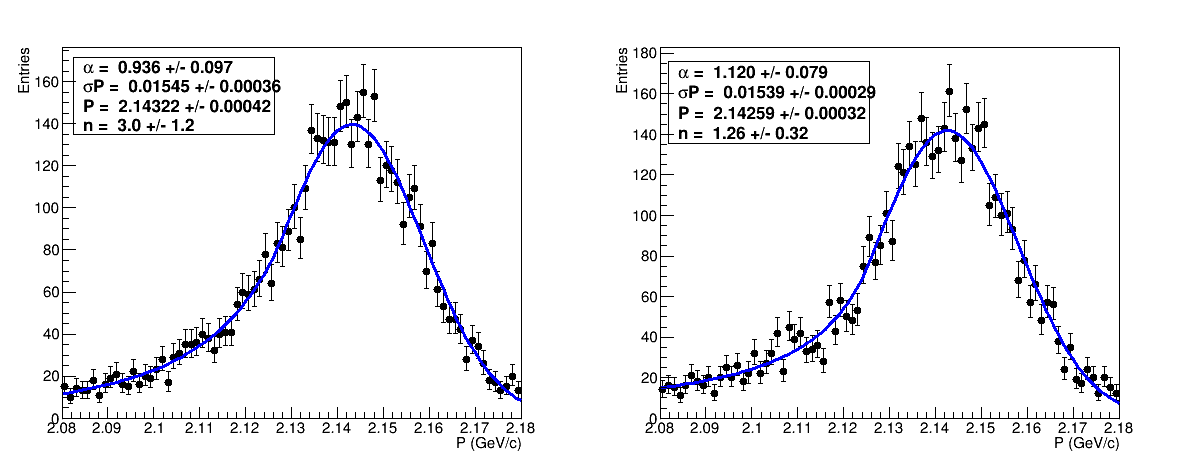 Entries
α = 0.936 +/- 0.097
σP = 0.01545 +/- 0.00036
P = 2.14322 +/- 0.00042
n = 3.0 +/- 1.2
160
140
120
100
80
60
40
20
0
2.08 2.09 2.1 2.11 2.12 2.13 2.14 2.15 2.16 2.17 2.18
P (GeV/c)
Entries
α = 1.120 +/- 0.079
σP = 0.01539 +/- 0.00029
P = 2.14259 +/- 0.00032
n = 1.26 +/- 0.32
180
160
140
120
100
80
60
40
20
0
2.08 2.09 2.1 2.11 2.12 2.13 2.14 2.15 2.16 2.17 2.18
P (GeV/c)